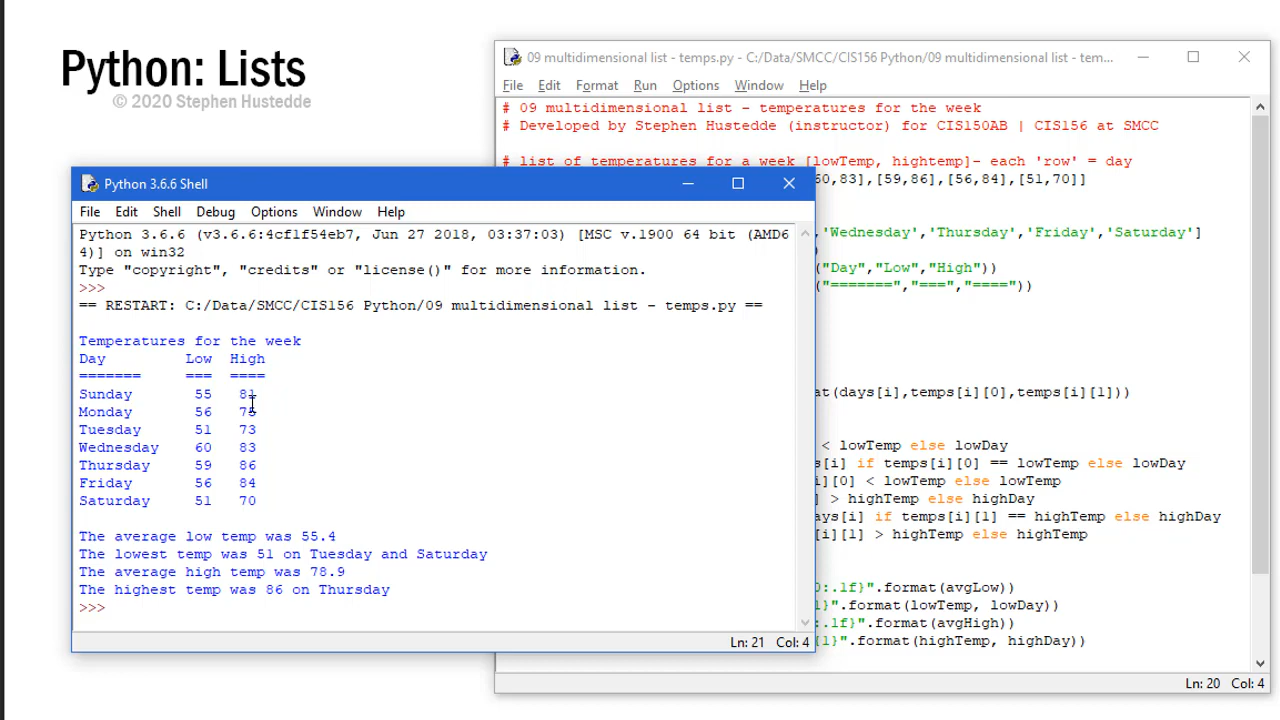 Python: Lists
© 2020 Stephen Hustedde
09 multidimensional list - temps.py - C:/Data/SMCC/CIS156 Python/09 multidimensional list - tem...
File Edit Format Run Options Window Help
# 09 multidimensional list - temperatures for the week
# Developed by Stephen Hustedde (instructor) for CIS150AB | CIS156 at SMCC
# list of temperatures for a week [lowTemp, hightemp]- each 'row' = day
60,83],[59,86],[56,84],[51,70]]
,'Wednesday','Thursday','Friday','Saturday']
)
("Day","Low","High"))
("=======","===","===="))
at(days[i],temps[i][0],temps[i][1]))
< lowTemp else lowDay
s[i] if temps[i][0] == lowTemp else lowDay
i][0] < lowTemp else lowTemp
] > highTemp else highDay
ays[i] if temps[i][1] == highTemp else highDay
[i][1] > highTemp else highTemp
0:.1f}".format(avgLow))
1}".format(lowTemp, lowDay))
:.1f}".format(avgHigh))
{1}".format(highTemp, highDay))
Ln: 20 Col: 4
Python 3.6.6 Shell
File Edit Shell Debug Options Window Help
Python 3.6.6 (v3.6.6:4cf1f54eb7, Jun 27 2018, 03:37:03) [MSC v.1900 64 bit (AMD6
4)] on win32
Type "copyright", "credits" or "license()" for more information.
>>>
== RESTART: C:/Data/SMCC/CIS156 Python/09 multidimensional list - temps.py ==
Temperatures for the week
Day Low High
======= === ====
Sunday 55 81
Monday 56 75
Tuesday 51 73
Wednesday 60 83
Thursday 59 86
Friday 56 84
Saturday 51 70
The average low temp was 55.4
The lowest temp was 51 on Tuesday and Saturday
The average high temp was 78.9
The highest temp was 86 on Thursday
>>>
Ln: 21 Col: 4